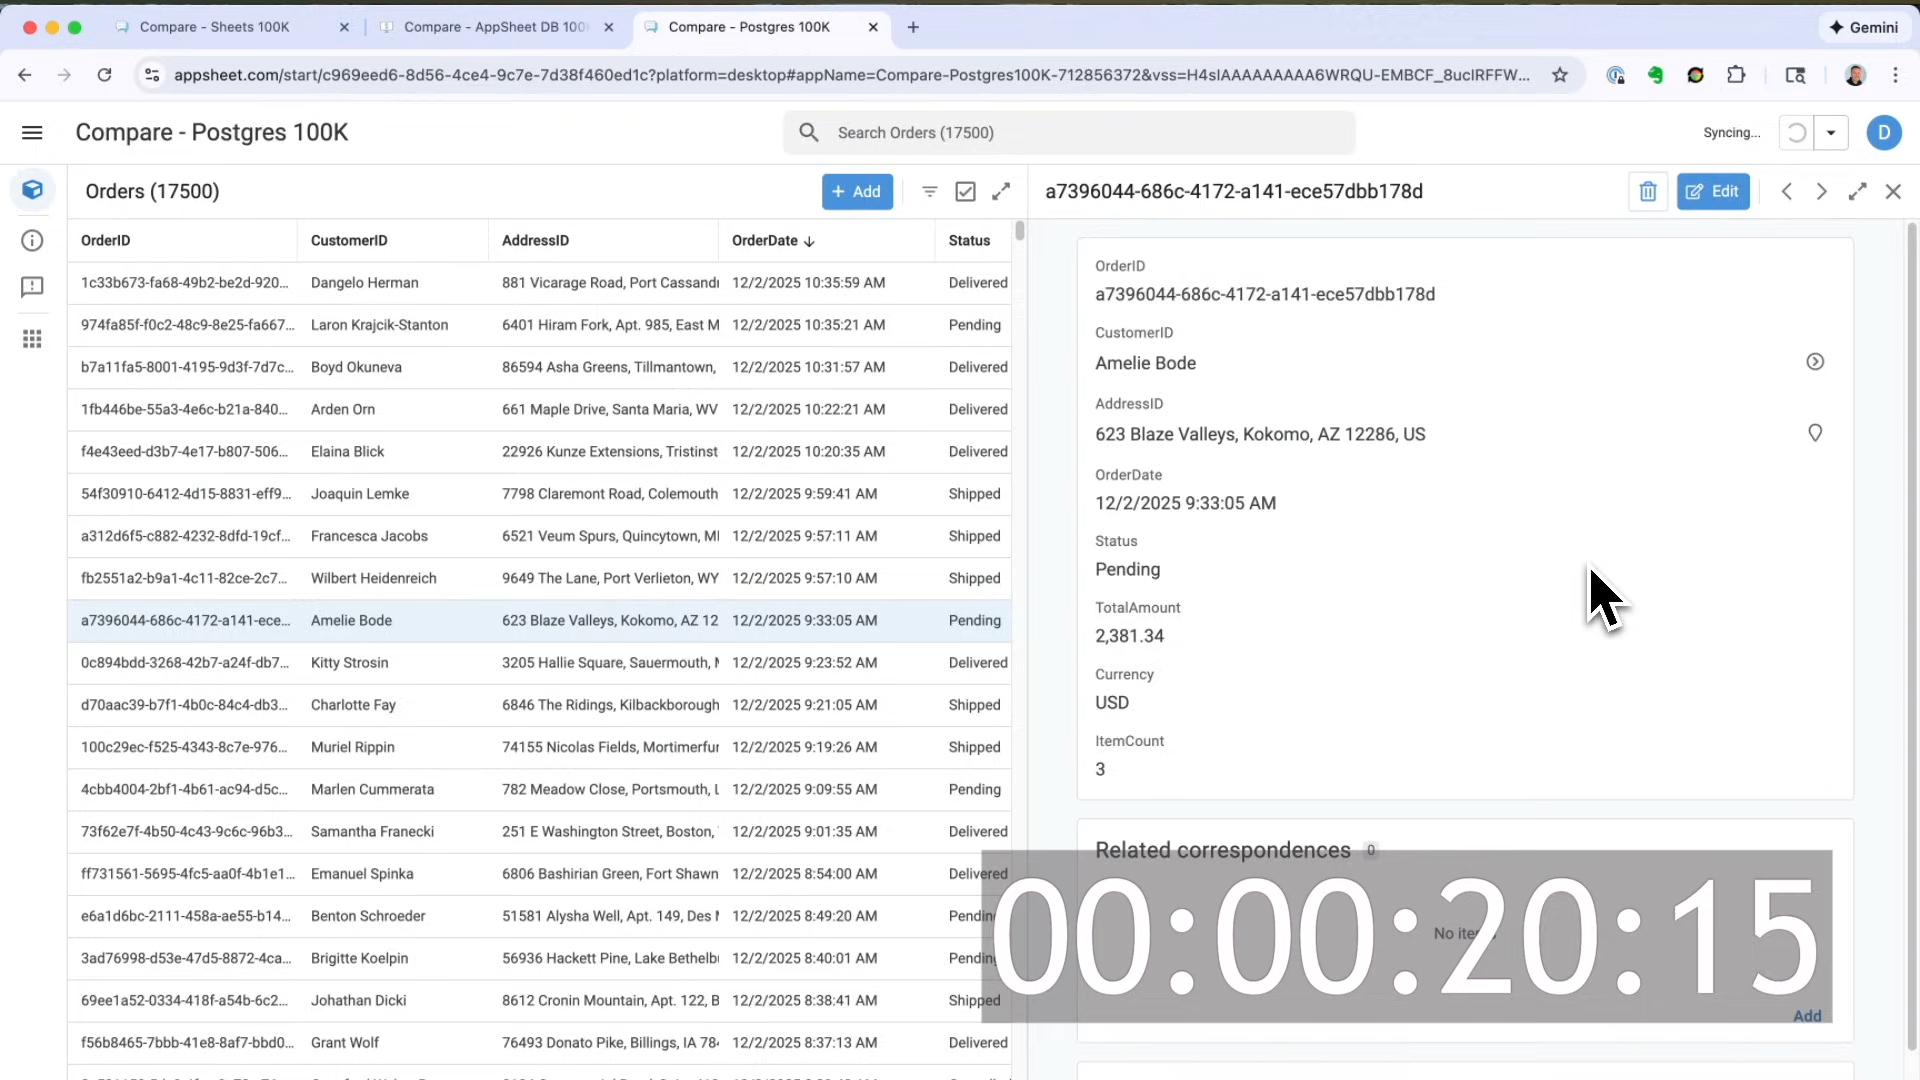 Compare - Sheets 100K
Compare - AppSheet DB 100
Compare - Postgres 100K
Gemini
appsheet.com/start/c969eed6-8d56-4ce4-9c7e-7d38f460ed1c?platform=desktop#appName=Compare-Postgres100K-712856372&vss=H4sIAAAAAAAAA6WRQU-EMBCF_8ucIRFFW...
Compare - Postgres 100K
Search Orders (17500)
Syncing...
D
Orders (17500)
+ Add
OrderID CustomerID AddressID OrderDate Status
1c33b673-fa68-49b2-be2d-920... Dangelo Herman 881 Vicarage Road, Port Cassandr 12/2/2025 10:35:59 AM Delivered
974fa85f-f0c2-48c9-8e25-fa667... Laron Krajcik-Stanton 6401 Hiram Fork, Apt. 985, East M 12/2/2025 10:35:21 AM Pending
b7a11fa5-8001-4195-9d3f-7d7c... Boyd Okuneva 86594 Asha Greens, Tillmantown, 12/2/2025 10:31:57 AM Delivered
1fb446be-55a3-4e6c-b21a-840... Arden Orn 661 Maple Drive, Santa Maria, WV 12/2/2025 10:22:21 AM Delivered
f4e43eed-d3b7-4e17-b807-506... Elaina Blick 22926 Kunze Extensions, Tristinst 12/2/2025 10:20:35 AM Delivered
54f30910-6412-4d15-8831-eff9... Joaquin Lemke 7798 Claremont Road, Colemouth 12/2/2025 9:59:41 AM Shipped
a312d6f5-c882-4232-8dfd-19cf... Francesca Jacobs 6521 Veum Spurs, Quincytown, MI 12/2/2025 9:57:11 AM Shipped
fb2551a2-b9a1-4c11-82ce-2c7... Wilbert Heidenreich 9649 The Lane, Port Verlieton, WY 12/2/2025 9:57:10 AM Shipped
a7396044-686c-4172-a141-ece... Amelie Bode 623 Blaze Valleys, Kokomo, AZ 12 12/2/2025 9:33:05 AM Pending
0c894bdd-3268-42b7-a24f-db7... Kitty Strosin 3205 Hallie Square, Sauermouth, 12/2/2025 9:23:52 AM Delivered
d70aac39-b7f1-4b0c-84c4-db3... Charlotte Fay 6846 The Ridings, Kilbackborough 12/2/2025 9:21:05 AM Shipped
100c29ec-f525-4343-8c7e-976... Muriel Rippin 74155 Nicolas Fields, Mortimerfur 12/2/2025 9:19:26 AM Shipped
4cbb4004-2bf1-4b61-ac94-d5c... Marlen Cummerata 782 Meadow Close, Portsmouth, 12/2/2025 9:09:55 AM Pending
73f62e7f-4b50-4c43-9c6c-96b3... Samantha Franecki 251 E Washington Street, Boston, 12/2/2025 9:01:35 AM Delivered
ff731561-5695-4fc5-aa0f-4b1e1... Emanuel Spinka 6806 Bashirian Green, Fort Shawn 12/2/2025 8:54:00 AM Delivered
e6a1d6bc-2111-458a-ae55-b14... Benton Schroeder 51581 Alysha Well, Apt. 149, Des 12/2/2025 8:49:20 AM Pending
3ad76998-d53e-47d5-8872-4ca... Brigitte Koelpin 56936 Hackett Pine, Lake Bethelb 12/2/2025 8:40:01 AM Pending
69ee1a52-0334-418f-a54b-6c2... Johathan Dicki 8612 Cronin Mountain, Apt. 122, B 12/2/2025 8:38:41 AM Shipped
f56b8465-7bbb-41e8-8af7-bbd0... Grant Wolf 76493 Donato Pike, Billings, IA 784 12/2/2025 8:37:13 AM Delivered
a7396044-686c-4172-a141-ece57dbb178d
Edit
OrderID
a7396044-686c-4172-a141-ece57dbb178d
CustomerID
Amelie Bode
AddressID
623 Blaze Valleys, Kokomo, AZ 12286, US
OrderDate
12/2/2025 9:33:05 AM
Status
Pending
TotalAmount
2,381.34
Currency
USD
ItemCount
3
Related correspondences 0
No items
Add
00:00:20:15